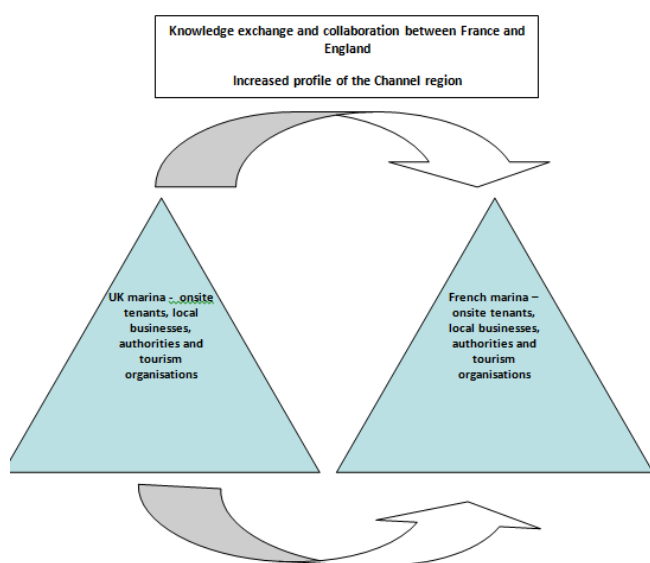 Knowledge exchange and collaboration between France and
England
Increased profile of the Channel region
UK marina - onsite
tenants, local
businesses,
authorities and
tourism
organisations
French marina –
onsite tenants,
local businesses,
authorities and
tourism
organisations